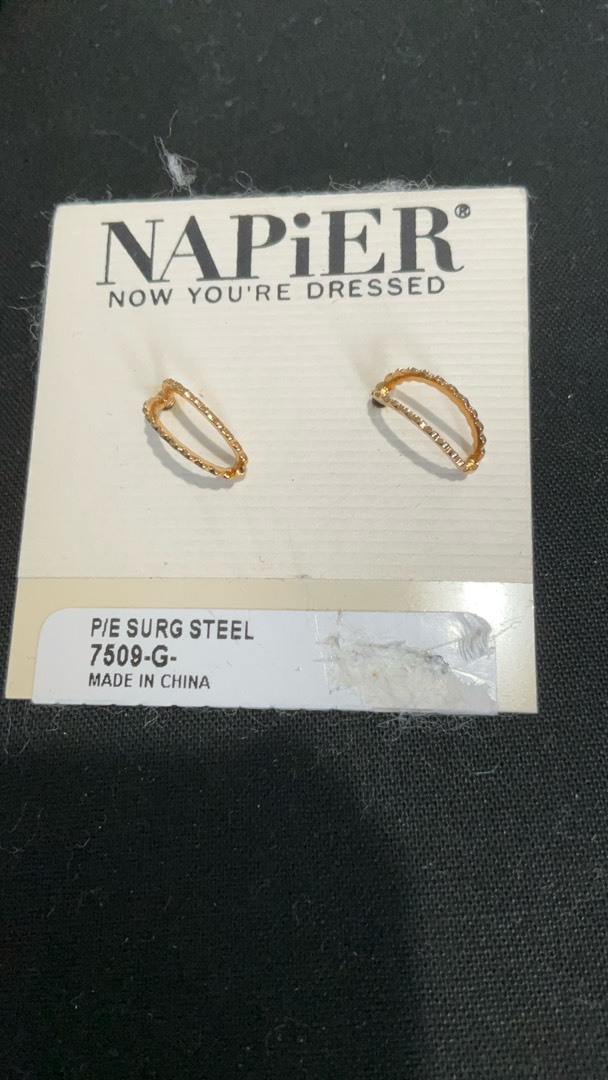 NAPiER®
NOW YOU'RE DRESSED
P/E SURG STEEL
7509-G-
MADE IN CHINA